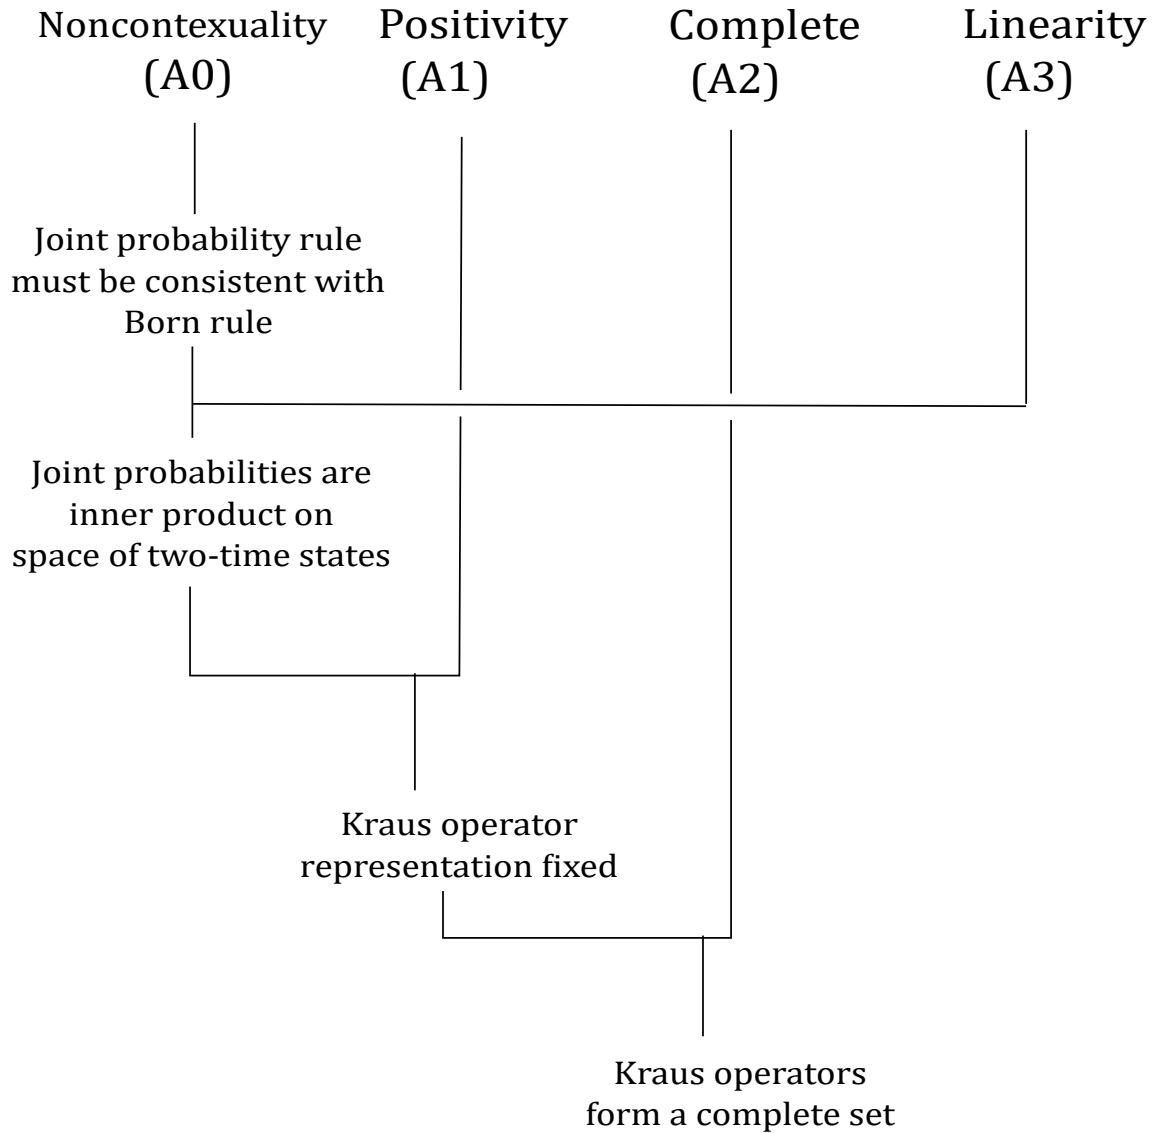 Noncontexuality
(A0)
Positivity
(A1)
Complete
(A2)
Linearity
(A3)
Joint probability rule
must be consistent with
Born rule
Joint probabilities are
inner product on
space of two-time states
Kraus operator
representation fixed
Kraus operators
form a complete set